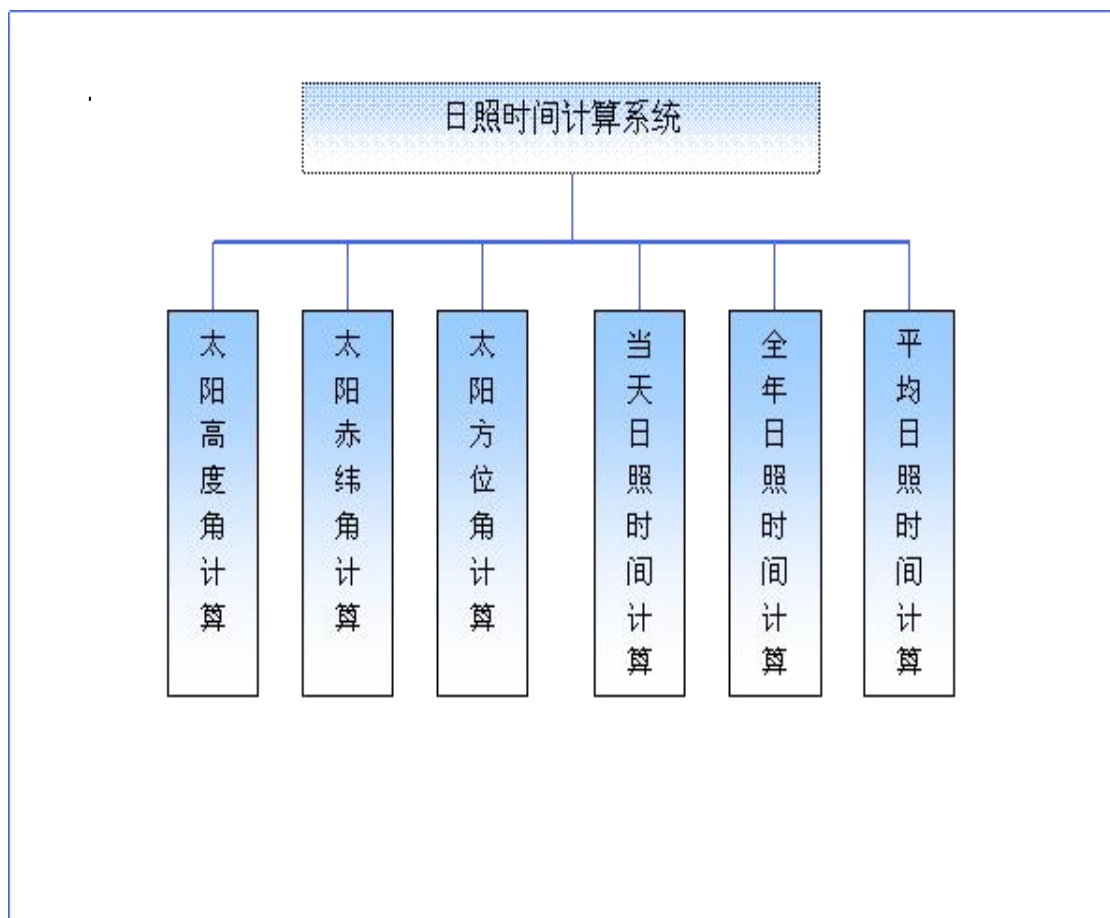 日照时间计算系统
太阳高度角计算
太阳赤纬角计算
太阳方位角计算
当天日照时间计算
全年日照时间计算
平均日照时间计算